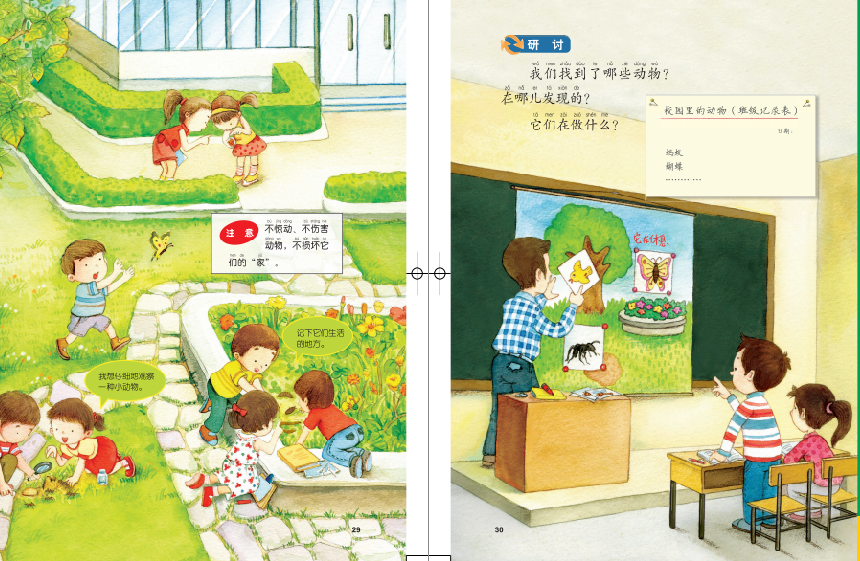 注 意
不惊动、不伤害
动物，不损坏它
们的“家”。
记下它们生活
的地方。
我想仔细地观察
一种小动物。
29
研 讨
我们找到了哪些动物？
在哪儿发现的？
它们在做什么？
校园里的动物（班级记录表）
日期：
蚂蚁
蝴蝶
……… …
30